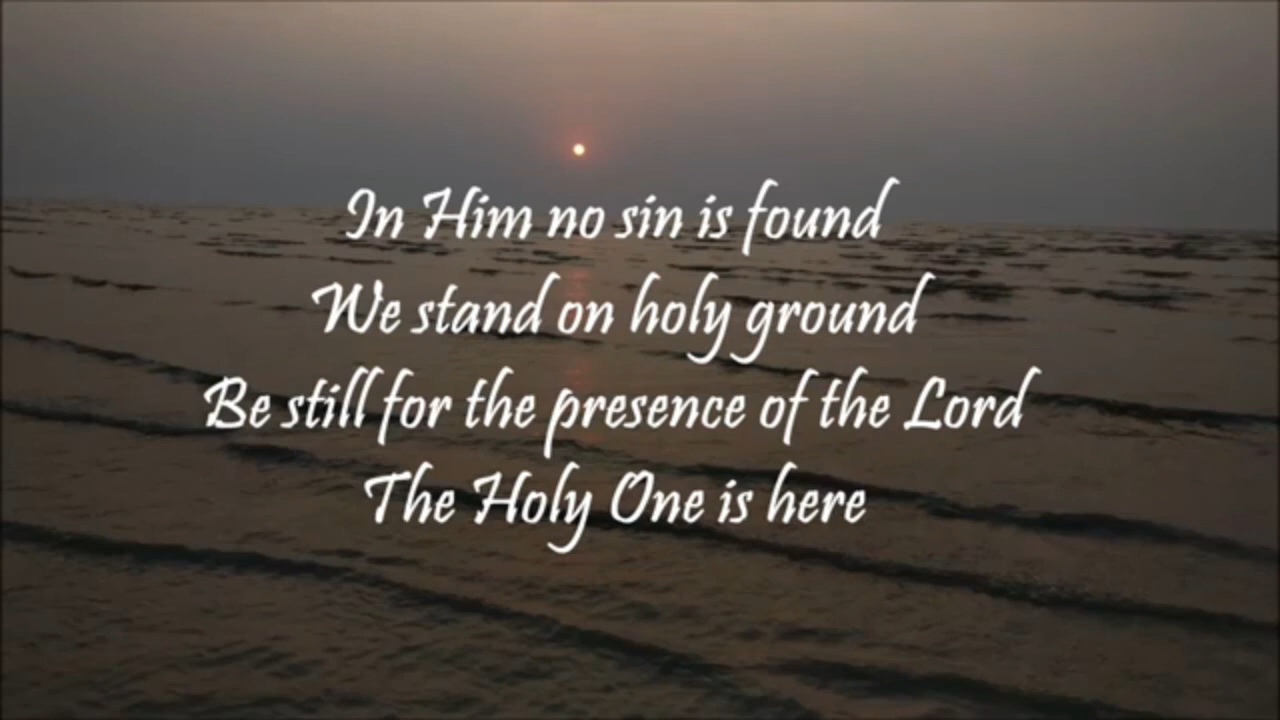 In Him no sin is found
We stand on holy ground
Be still for the presence of the Lord
The Holy One is here